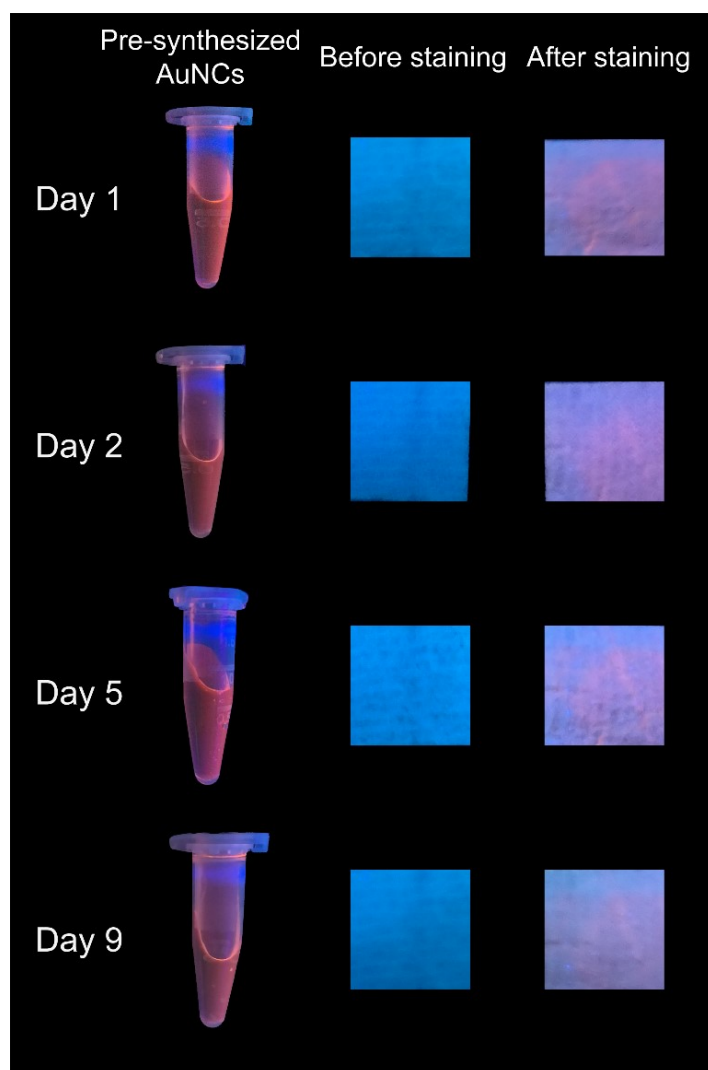 Pre-synthesized
AuNCs
Before staining
After staining
Day 1
Day 2
Day 5
Day 9